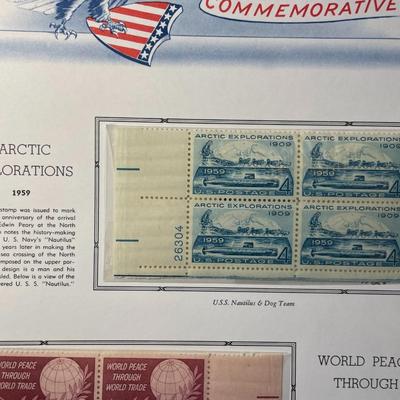 COMMEMORATIVE
ARCTIC
LORATIONS
1959
stamp was issued to mark
anniversary of the arrival
Edwin Peary at the North
notes the history-making
U. S. Navy's "Nautilus"
years later in making the
sea crossing of the North
mposed on the upper por-
design is a man and his
sled. Below is a view of the
ered U. S. S. "Nautilus."
ARCTIC EXPLORATIONS
1909
1959
U.S. POSTAGE 4
ARCTIC EXPLORATIONS
1909
1959
U.S. POSTAGE 4
ARCTIC EXPLORATIONS
1909
1959
U.S. POSTAGE 4
ARCTIC EXPLORATIONS
1909
1959
U.S. POSTAGE 4
26304
U.S.S. Nautilus & Dog Team
WORLD PEACE
THROUGH
WORLD TRADE
WORLD PEACE
THROUGH
WORLD TRADE
WORLD PEAC
THROUGH